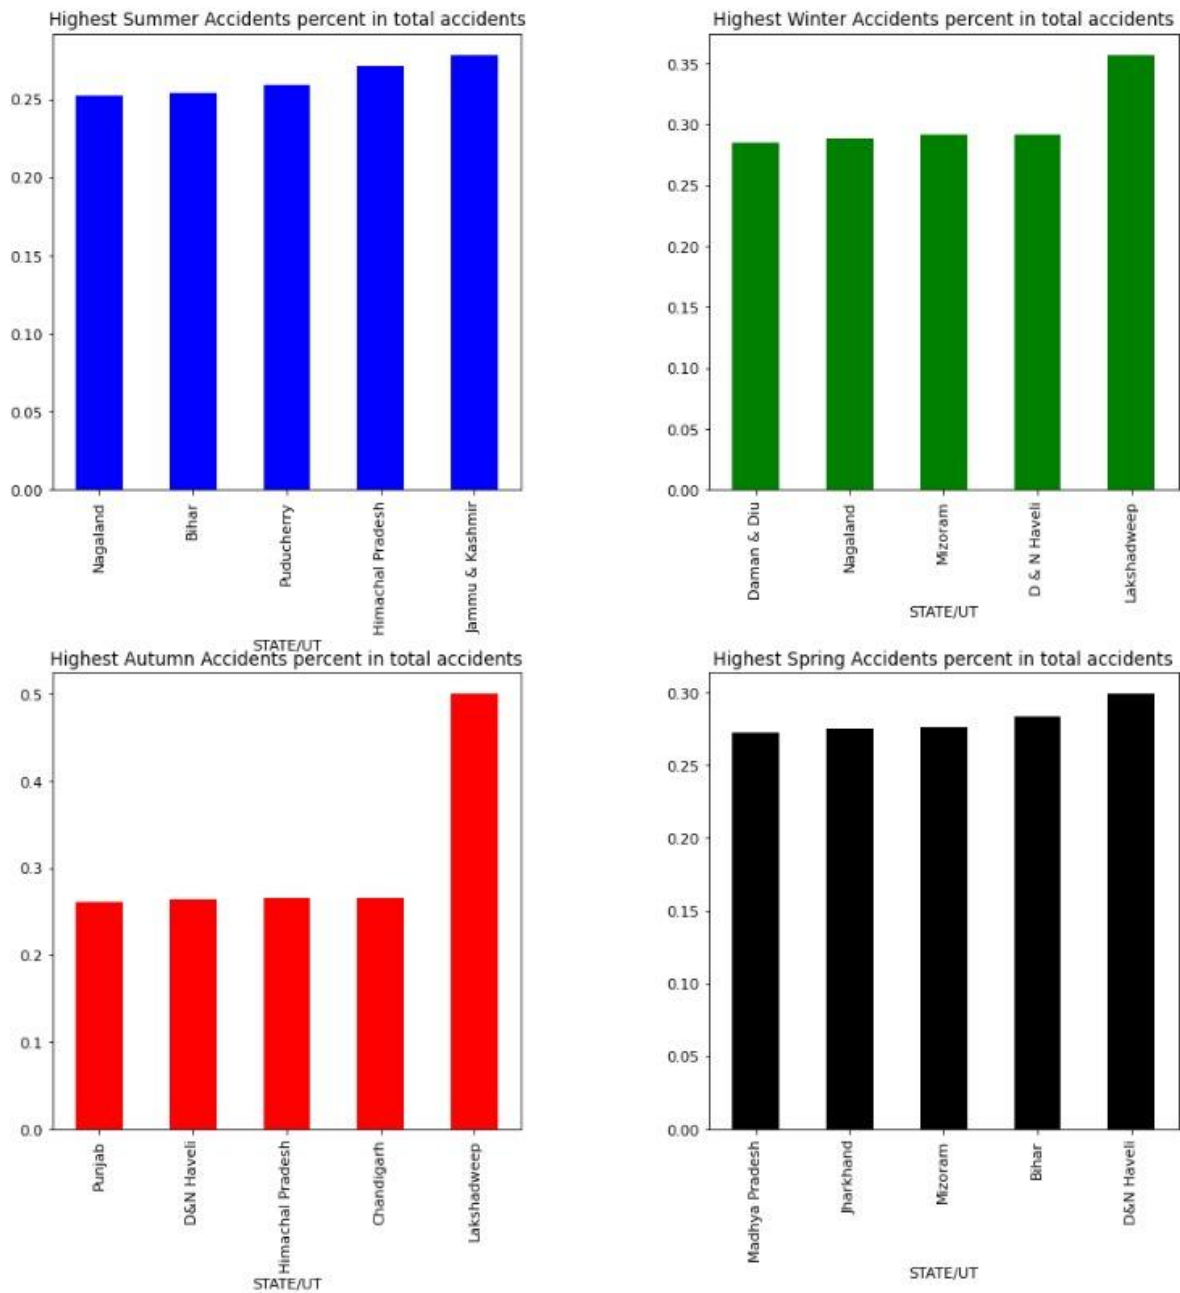 Highest Summer Accidents percent in total accidents
0.25
0.20
0.15
0.10
0.05
0.00
Nagaland
Bihar
Puducherry
Himachal Pradesh
Jammu & Kashmir
STATE/UT
Highest Winter Accidents percent in total accidents
0.35
0.30
0.25
0.20
0.15
0.10
0.05
0.00
Daman & Diu
Nagaland
Mizoram
D & N Haveli
Lakshadweep
STATE/UT
Highest Autumn Accidents percent in total accidents
0.5
0.4
0.3
0.2
0.1
0.0
Punjab
D&N Haveli
Himachal Pradesh
Chandigarh
Lakshadweep
STATE/UT
Highest Spring Accidents percent in total accidents
0.30
0.25
0.20
0.15
0.10
0.05
0.00
Madhya Pradesh
Jharkhand
Mizoram
Bihar
D&N Haveli
STATE/UT